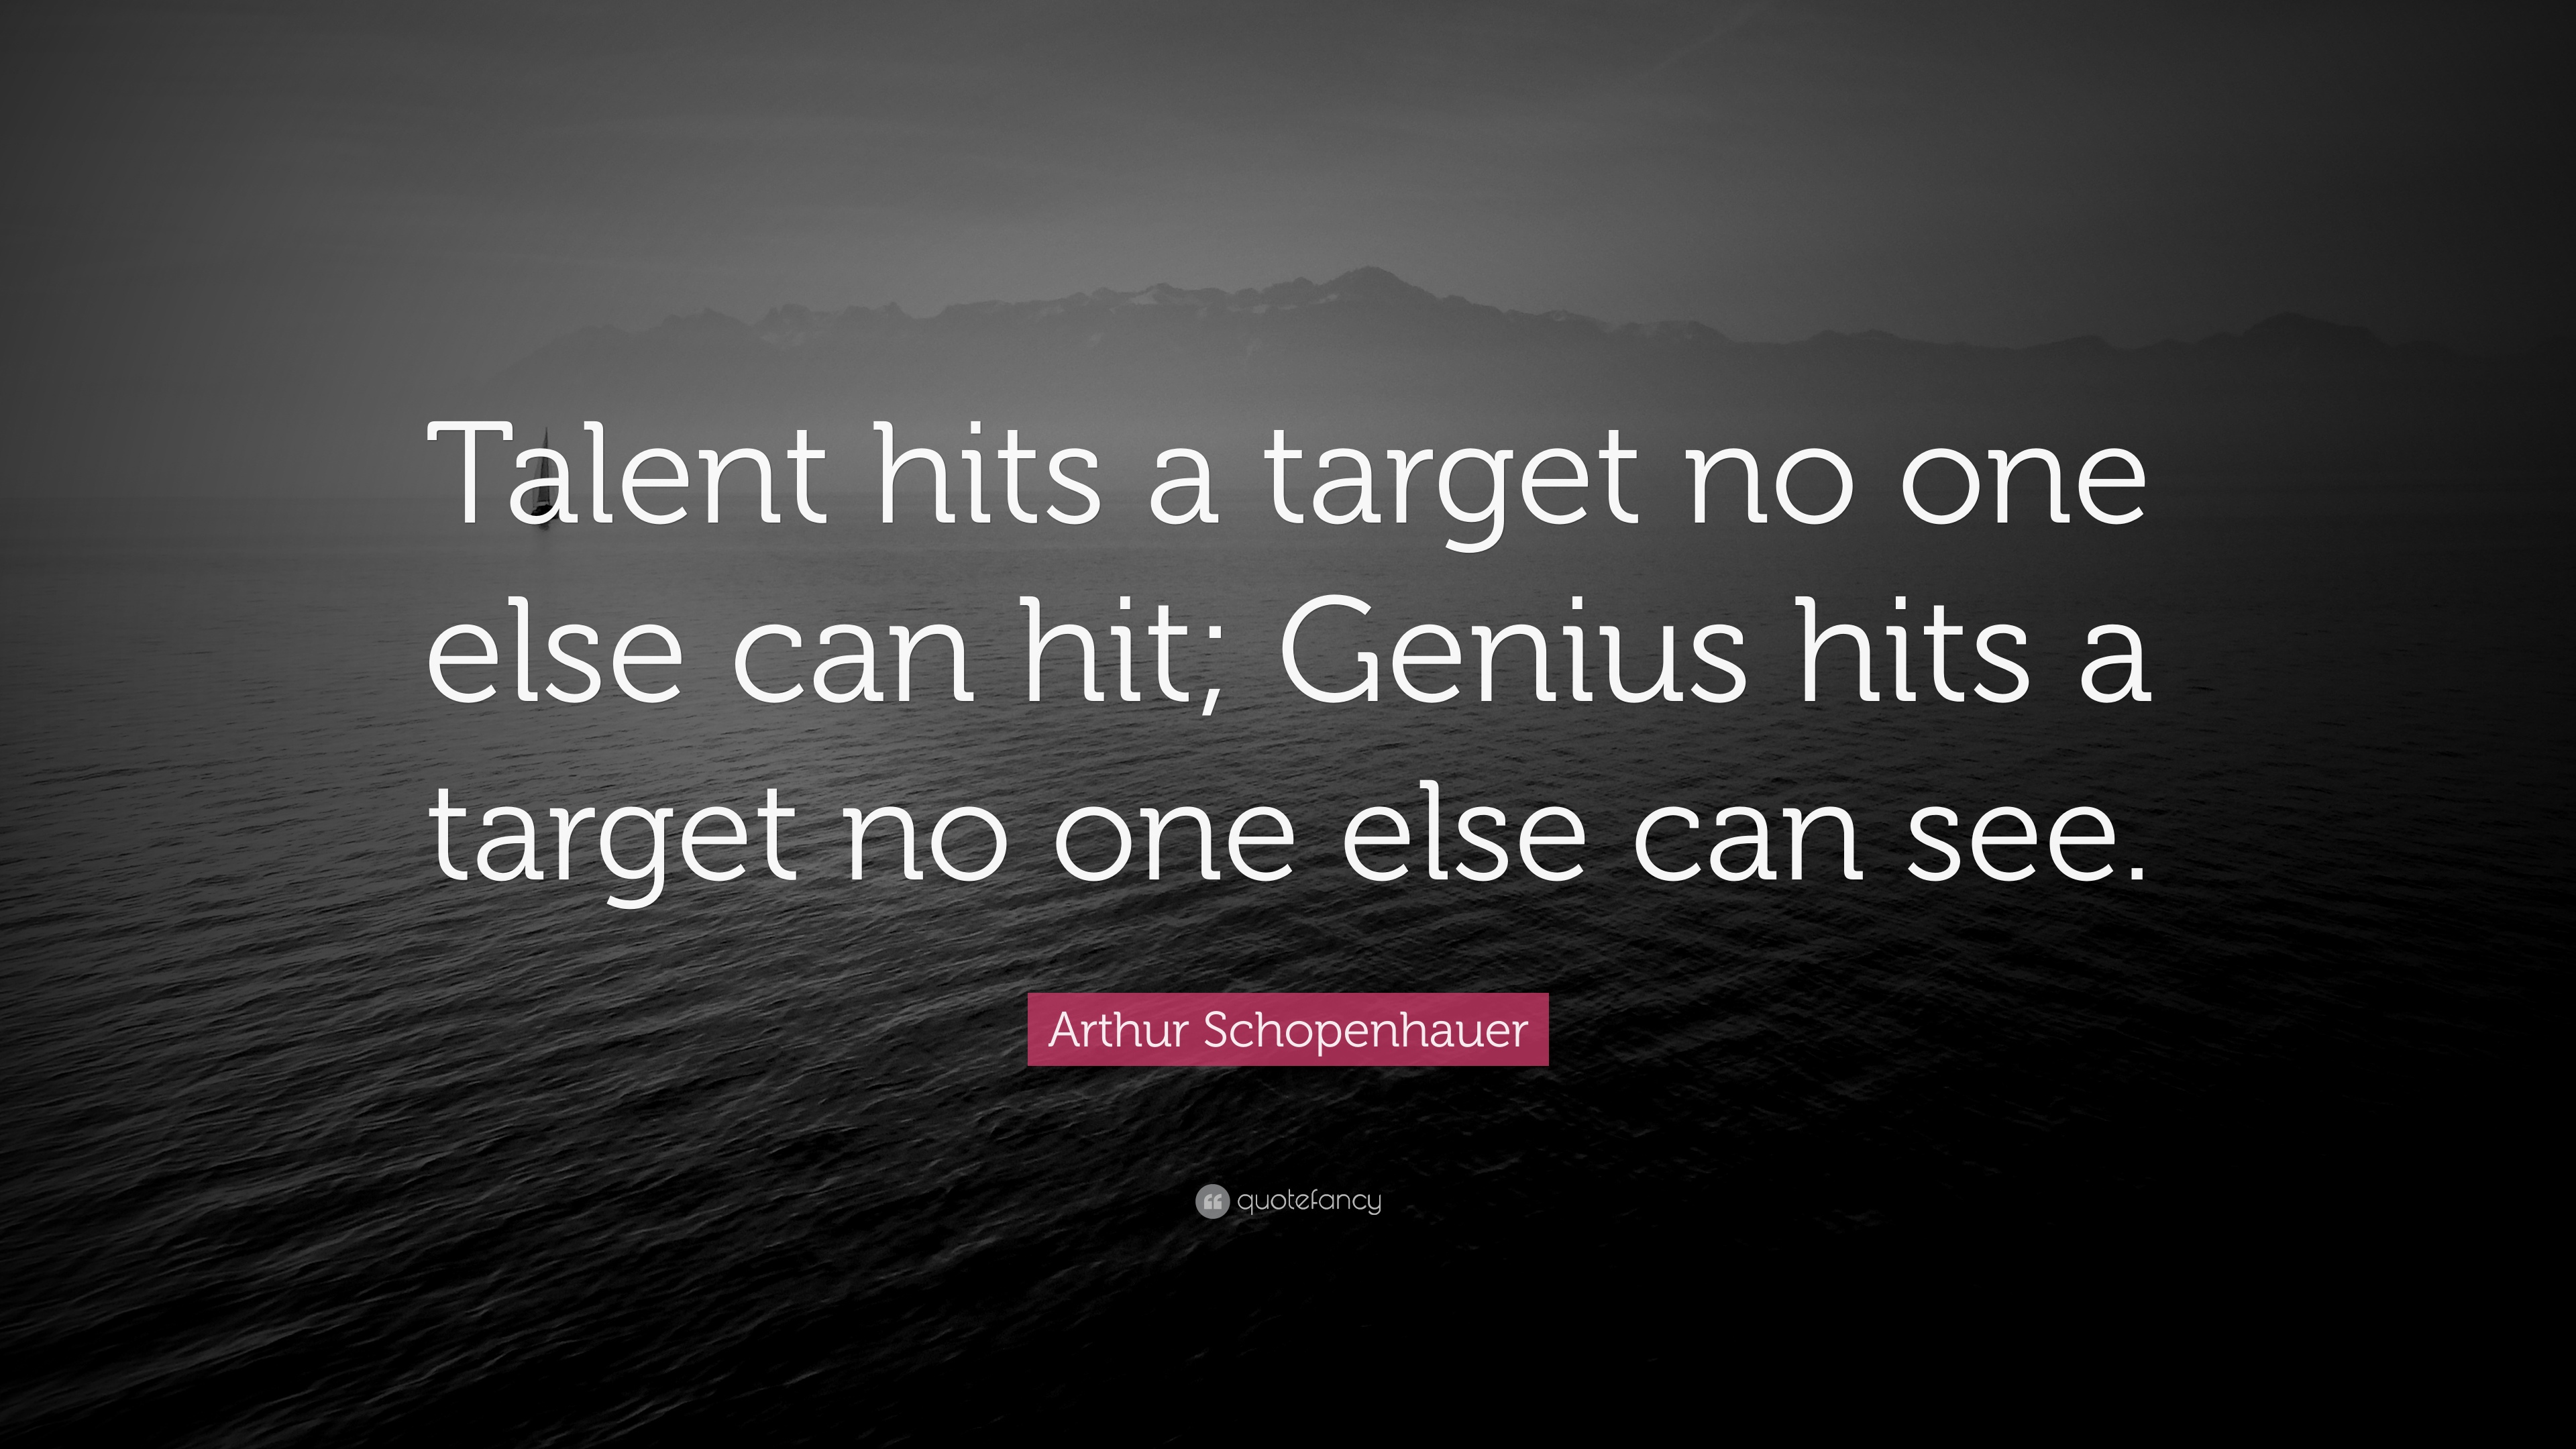 Talent hits a target no one
else can hit; Genius hits a
target no one else can see.
Arthur Schopenhauer
quotefancy